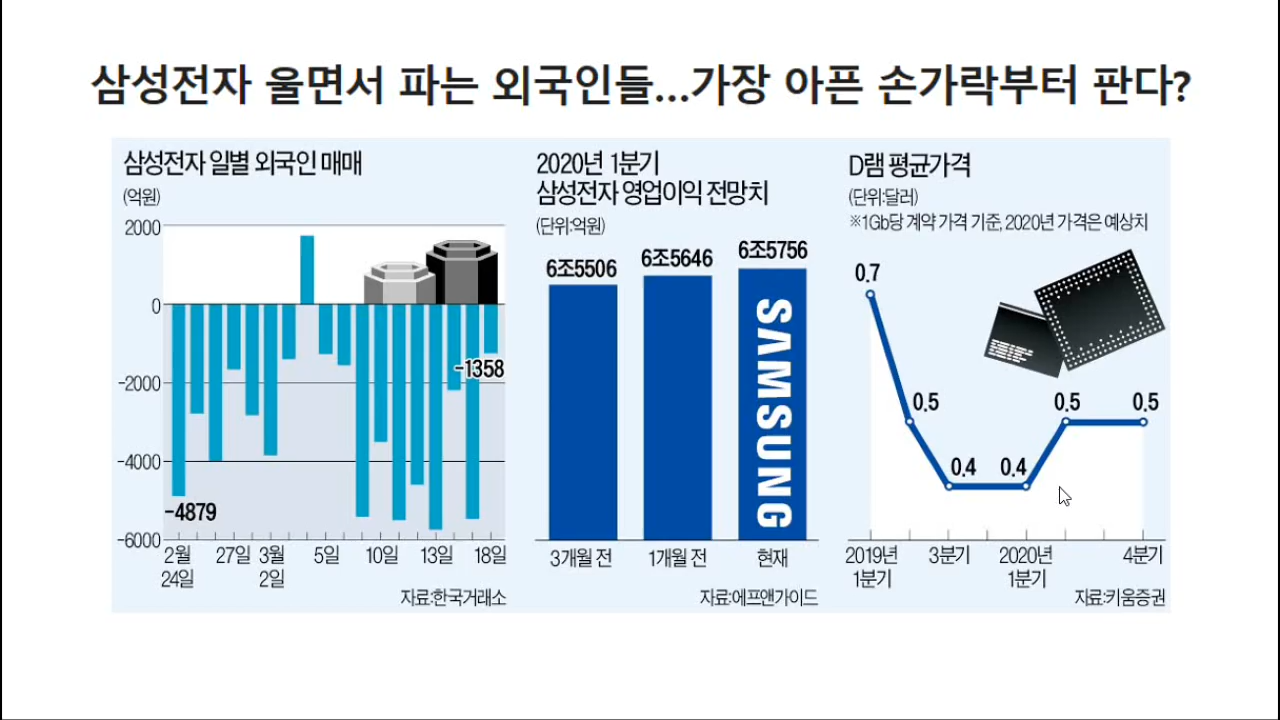 삼성전자 울면서 파는 외국인들...가장 아픈 손가락부터 판다?
삼성전자 일별 외국인 매매
(억원)
2000
0
-2000
-4000
-6000
-4879
-1358
2월
24일
27일
3월
2일
5일
10일
13일
18일
자료:한국거래소
2020년 1분기
삼성전자 영업이익 전망치
(단위:억원)
6조5506
6조5646
6조5756
SAMSUNG
3개월 전
1개월 전
현재
자료:에프앤가이드
D램 평균가격
(단위:달러)
※1Gb당 계약 가격 기준, 2020년 가격은 예상치
0.7
0.5
0.4
0.4
0.5
0.5
2019년
1분기
3분기
2020년
1분기
4분기
자료:키움증권